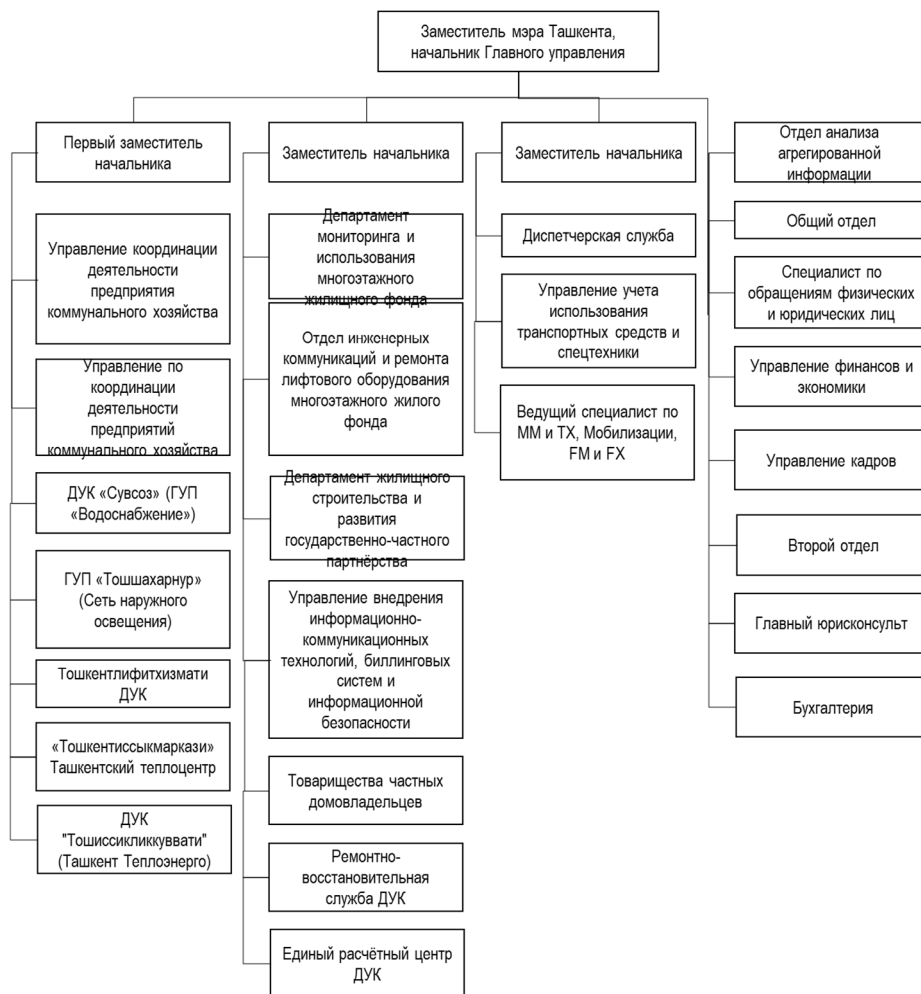 Заместитель мэра Ташкента,
начальник Главного управления
Первый заместитель
начальника
Управление координации
деятельности
предприятия
коммунального хозяйства
Управление по
координации
деятельности
предприятий
коммунального хозяйства
ДУК «Сувсоз» (ГУП
«Водоснабжение»)
ГУП «Тошшахарнур»
(Сеть наружного
освещения)
Тошкентлифитхизмати
ДУК
«Тошкентиссыкмаркази»
Ташкентский теплоцентр
ДУК
"Тошиссикликкуввати"
(Ташкент Теплоэнерго)
Заместитель начальника
Департамент
мониторинга и
использования
многоэтажного
жилищного фонда
Отдел инженерных
коммуникаций и ремонта
лифтового оборудования
многоэтажного жилого
фонда
Департамент жилищного
строительства и
развития
государственно-частного
партнёрства
Управление внедрения
информационно-
коммуникационных
технологий, биллинговых
систем и
информационной
безопасности
Товарищества частных
домовладельцев
Ремонтно-
восстановительная
служба ДУК
Единый расчётный центр
ДУК
Заместитель начальника
Диспетчерская служба
Управление учета
использования
транспортных средств и
спецтехники
Ведущий специалист по
ММ и ТХ, Мобилизации,
FM и FX
Отдел анализа
агрегированной
информации
Общий отдел
Специалист по
обращениям физических
и юридических лиц
Управление финансов и
экономики
Управление кадров
Второй отдел
Главный юрисконсульт
Бухгалтерия